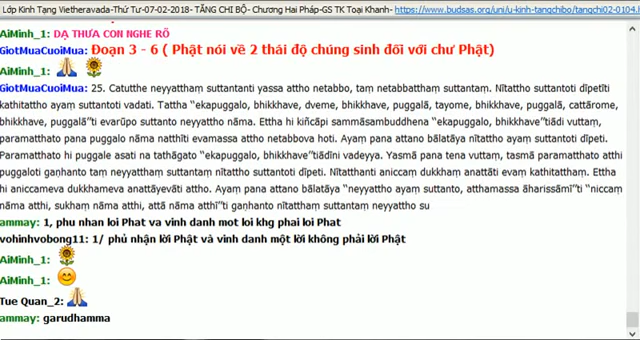 Lớp Kinh Tạng Vietheravada-Thứ Tư-07-02-2018- TĂNG CHI BỘ- Chương Hai Pháp-GS TK Toại Khanh- https://www.budsas.org/uni/u-kinh-tangchibo/tangchi02-0104.h
AiMinh_1: DẠ THƯA CON NGHE RÕ
GiotMuaCuoiMua: Đoạn 3 - 6 ( Phật nói về 2 thái độ chúng sinh đối với chư Phật)
AiMinh_1:
GiotMuaCuoiMua: 25. Catutthe neyyatthaṃ suttantanti yassa attho netabbo, taṃ netabbatthaṃ suttantaṃ. Nītattho suttantoti dīpetīti
kathitattho ayaṃ suttantoti vadati. Tattha “ekapuggalo, bhikkhave, dveme, bhikkhave, puggalā, tayome, bhikkhave, puggalā, cattārome,
bhikkhave, puggalā”ti evarūpo suttanto neyyattho nāma. Ettha hi kiñcāpi sammāsambuddhena “ekapuggalo, bhikkhave”tiādi vuttaṃ,
paramatthato pana puggalo nāma natthīti evamassa attho netabbova hoti. Ayaṃ pana attano bālatāya nītattho ayaṃ suttantoti dīpeti.
Paramatthato hi puggale asati na tathāgato “ekapuggalo, bhikkhave”tiādīni vadeyya. Yasmā pana tena vuttaṃ, tasmā paramatthato atthi
puggaloti gaṇhanto taṃ neyyatthaṃ suttantaṃ nītattho suttantoti dīpeti. Nītatthanti aniccaṃ dukkhaṃ anattāti evaṃ kathitatthaṃ. Ettha
hi aniccameva dukkhameva anattāyevāti attho. Ayaṃ pana attano bālatāya “neyyattho ayaṃ suttanto, atthamassa āharissāmī”ti “niccaṃ
nāma atthi, sukhaṃ nāma atthi, attā nāma atthī”ti gaṇhanto nītatthaṃ suttantaṃ neyyattho su
ammay: 1, phu nhan loi Phat va vinh danh mot loi khg phai loi Phat
vohinhvobong11: 1/ phủ nhận lời Phật và vinh danh một lời không phải lời Phật
AiMinh_1:
AiMinh_1:
Tue Quan_2:
ammay: garudhamma